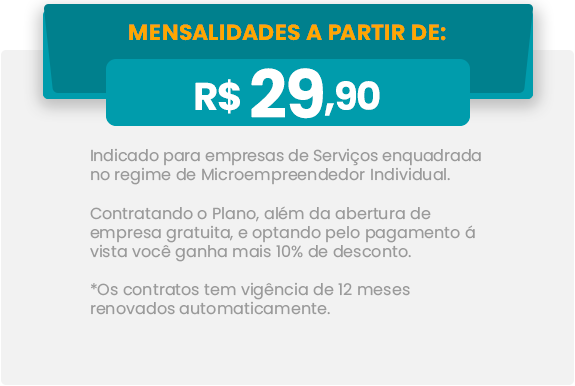 MENSALIDADES A PARTIR DE:
R$ 29,90
Indicado para empresas de Serviços enquadrada
no regime de Microempreendedor Individual.
Contratando o Plano, além da abertura de
empresa gratuita, e optando pelo pagamento á
vista você ganha mais 10% de desconto.
*Os contratos tem vigência de 12 meses
renovados automaticamente.